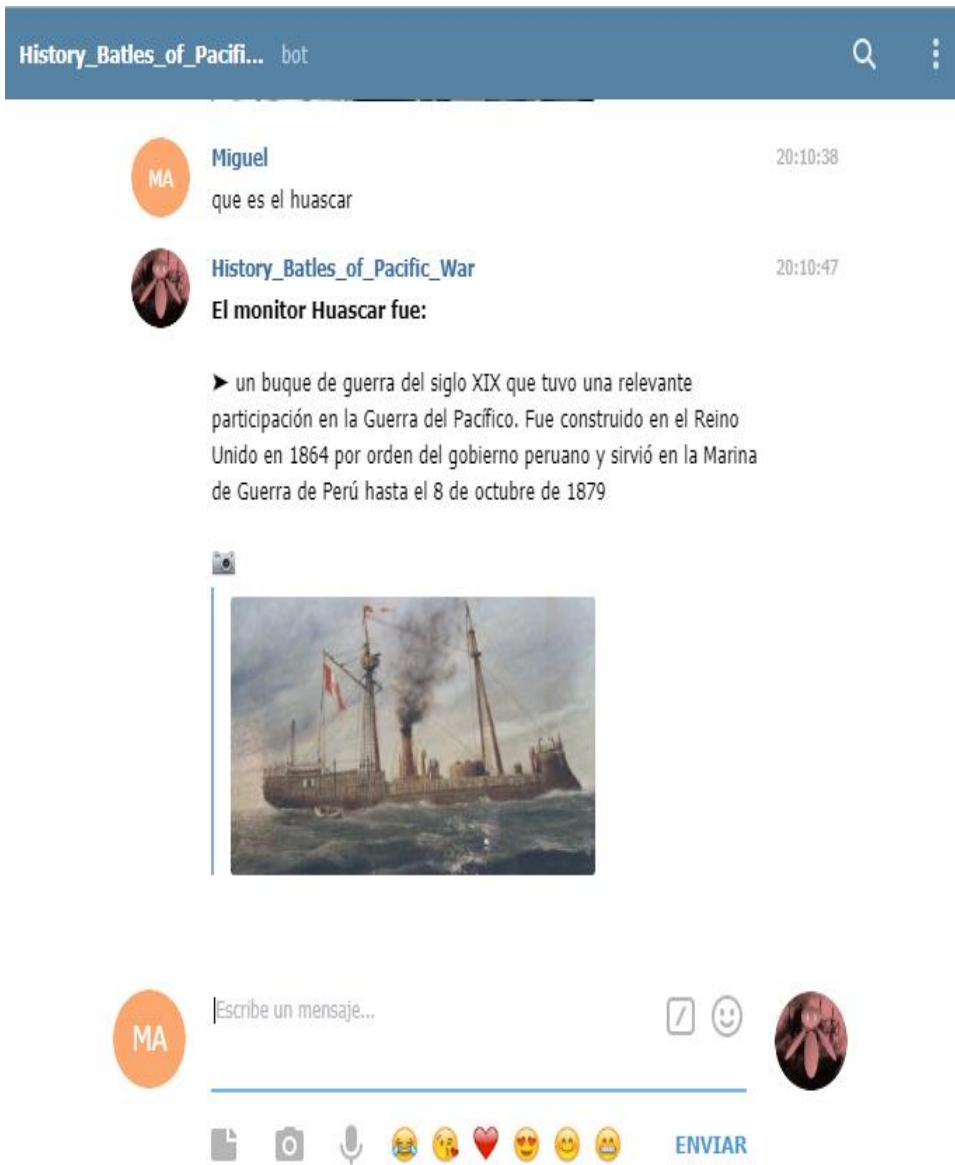 History_Batles_of_Pacifi... bot
Miguel
20:10:38
MA
que es el huascar
History_Batles_of_Pacific_War
20:10:47
El monitor Huascar fue:
➤ un buque de guerra del siglo XIX que tuvo una relevante
participación en la Guerra del Pacífico. Fue construido en el Reino
Unido en 1864 por orden del gobierno peruano y sirvió en la Marina
de Guerra de Perú hasta el 8 de octubre de 1879
Escribe un mensaje...
MA
ENVIAR